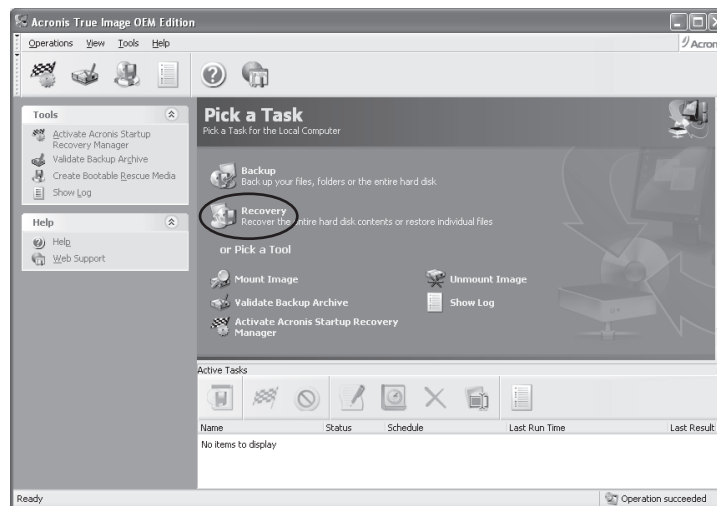 Acronis True Image OEM Edition
Operations View Tools Help
Acron
Tools
Activate Acronis Startup
Recovery Manager
Validate Backup Archive
Create Bootable Rescue Media
Show Log
Help
Help
Web Support
Pick a Task
Pick a Task for the Local Computer
Backup
Back up your files, folders or the entire hard disk
Recovery
Recover the entire hard disk contents or restore individual files
or Pick a Tool
Mount Image
Unmount Image
Validate Backup Archive
Show Log
Activate Acronis Startup Recovery
Manager
Active Tasks
Name Status Schedule Last Run Time Last Result
No items to display
Ready
Operation succeeded